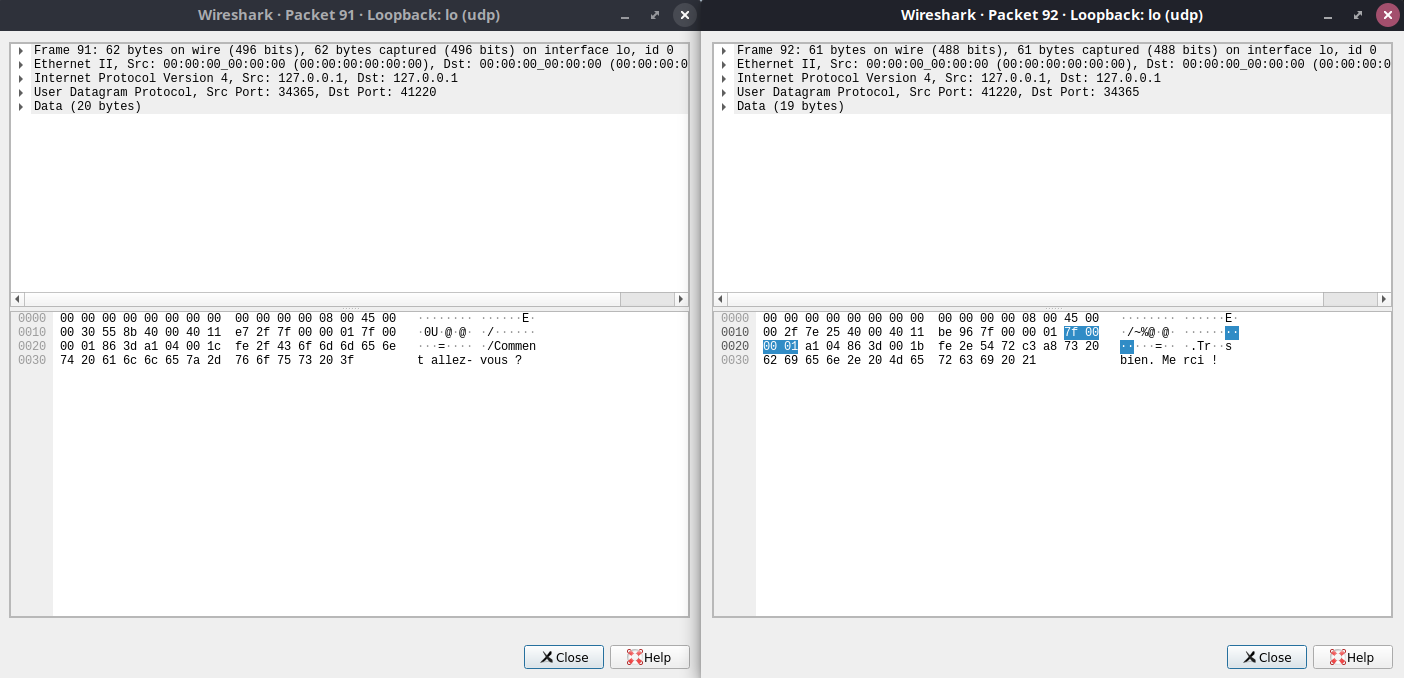 Wireshark · Packet 91 · Loopback: lo (udp)
Frame 91: 62 bytes on wire (496 bits), 62 bytes captured (496 bits) on interface lo, id 0
Ethernet II, Src: 00:00:00_00:00:00 (00:00:00:00:00:00), Dst: 00:00:00_00:00:00 (00:00:00:0
Internet Protocol Version 4, Src: 127.0.0.1, Dst: 127.0.0.1
User Datagram Protocol, Src Port: 34365, Dst Port: 41220
Data (20 bytes)
0000 00 00 00 00 00 00 00 00 00 00 00 00 08 00 45 00 ········ ······E·
0010 00 30 55 8b 40 00 40 11 e7 2f 7f 00 00 01 7f 00 ·0U·@·@· ·/······
0020 00 01 86 3d a1 04 00 1c fe 2f 43 6f 6d 6d 65 6e ···=···· ·/Commen
0030 74 20 61 6c 6c 65 7a 2d 76 6f 75 73 20 3f t allez- vous ?
Close Help
Wireshark · Packet 92 · Loopback: lo (udp)
Frame 92: 61 bytes on wire (488 bits), 61 bytes captured (488 bits) on interface lo, id 0
Ethernet II, Src: 00:00:00_00:00:00 (00:00:00:00:00:00), Dst: 00:00:00_00:00:00 (00:00:00:0
Internet Protocol Version 4, Src: 127.0.0.1, Dst: 127.0.0.1
User Datagram Protocol, Src Port: 41220, Dst Port: 34365
Data (19 bytes)
0000 00 00 00 00 00 00 00 00 00 00 00 00 08 00 45 00 ········ ······E·
0010 00 2f 7e 25 40 00 40 11 be 96 7f 00 00 01 7f 00 ·/~%@·@· ········
0020 00 01 a1 04 86 3d 00 1b fe 2e 54 72 c3 a8 73 20 ·····=·· ·.Tr··s
0030 62 69 65 6e 2e 20 4d 65 72 63 69 20 21 bien. Me rci !
Close Help